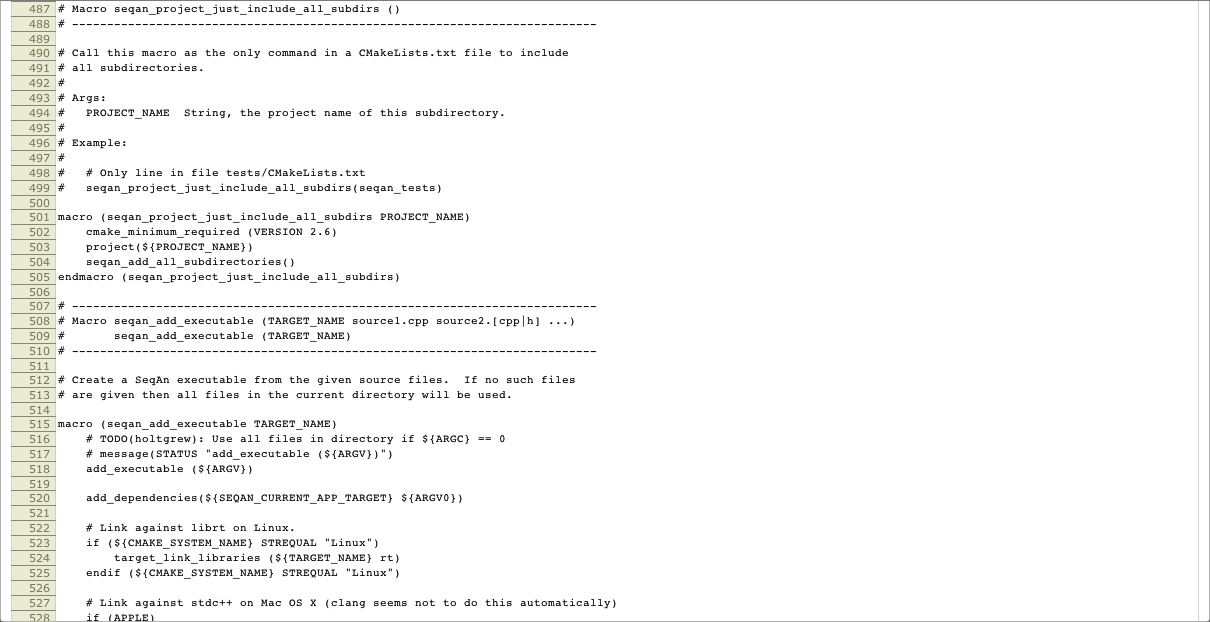 487 # Macro seqan_project_just_include_all_subdirs ()
488 # ---------------------------------------------------------------------------
489
490 # Call this macro as the only command in a CMakeLists.txt file to include
491 # all subdirectories.
492 #
493 # Args:
494 #   PROJECT_NAME  String, the project name of this subdirectory.
495 #
496 # Example:
497 #
498 #   # Only line in file tests/CMakeLists.txt
499 #   seqan_project_just_include_all_subdirs(seqan_tests)
500
501 macro (seqan_project_just_include_all_subdirs PROJECT_NAME)
502     cmake_minimum_required (VERSION 2.6)
503     project(${PROJECT_NAME})
504     seqan_add_all_subdirectories()
505 endmacro (seqan_project_just_include_all_subdirs)
506
507 # ---------------------------------------------------------------------------
508 # Macro seqan_add_executable (TARGET_NAME source1.cpp source2.[cpp|h] ...)
509 #       seqan_add_executable (TARGET_NAME)
510 # ---------------------------------------------------------------------------
511
512 # Create a SeqAn executable from the given source files.  If no such files
513 # are given then all files in the current directory will be used.
514
515 macro (seqan_add_executable TARGET_NAME)
516     # TODO(holtgrew): Use all files in directory if ${ARGC} == 0
517     # message(STATUS "add_executable (${ARGV})")
518     add_executable (${ARGV})
519
520     add_dependencies(${SEQAN_CURRENT_APP_TARGET} ${ARGV0})
521
522     # Link against librt on Linux.
523     if (${CMAKE_SYSTEM_NAME} STREQUAL "Linux")
524         target_link_libraries (${TARGET_NAME} rt)
525     endif (${CMAKE_SYSTEM_NAME} STREQUAL "Linux")
526
527     # Link against stdc++ on Mac OS X (clang seems not to do this automatically)
528     if (APPLE)